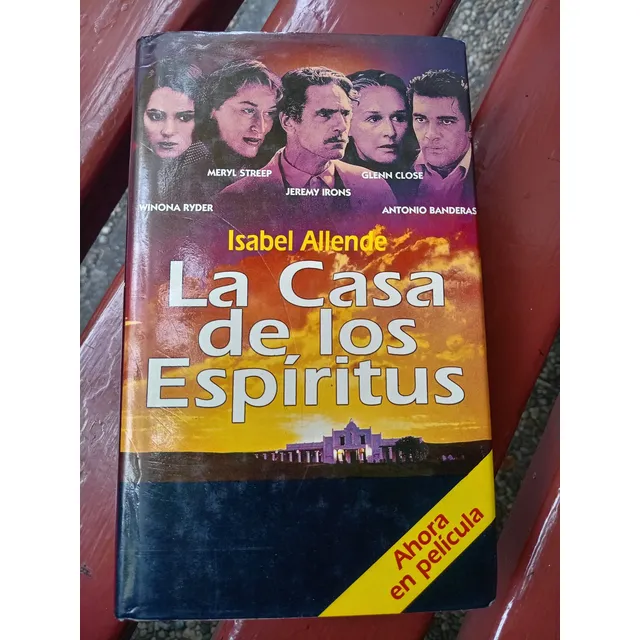 MERYL STREEP
GLENN CLOSE
JEREMY IRONS
WINONA RYDER
ANTONIO BANDERAS
Isabel Allende
La Casa
de los
Espíritus
Ahora
en película